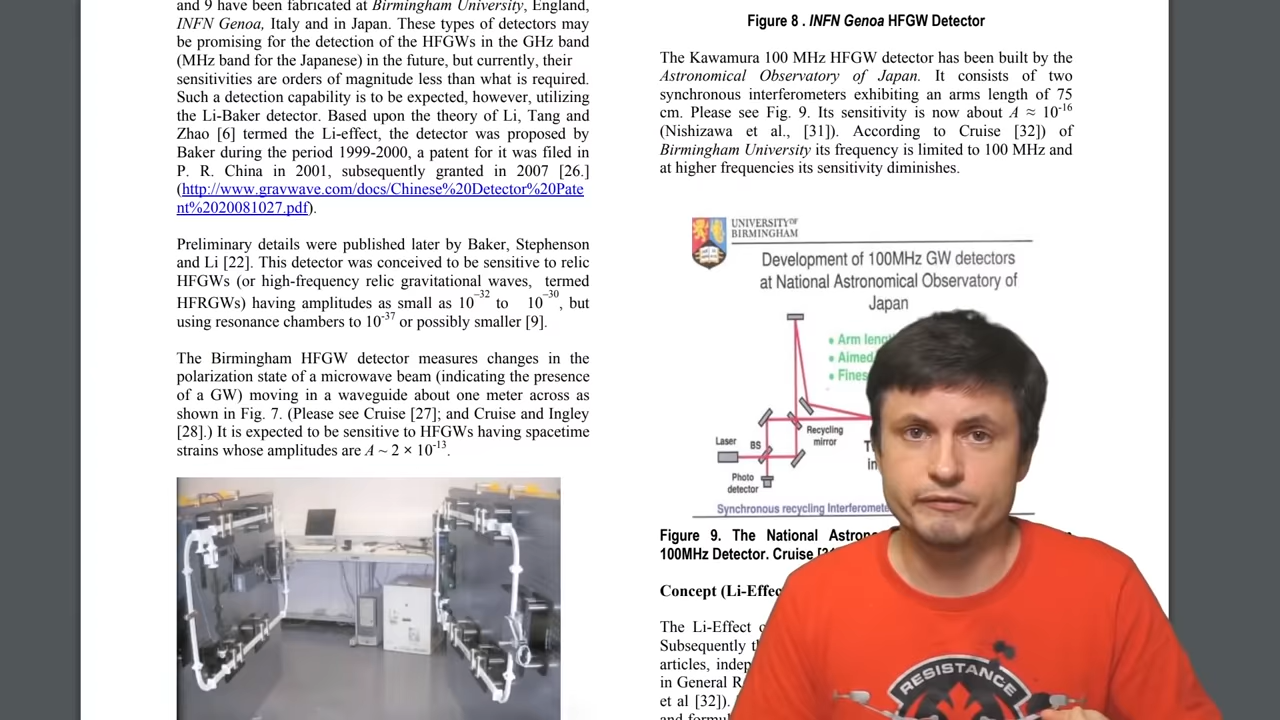 and 9 have been fabricated at Birmingham University, England,
INFN Genoa, Italy and in Japan. These types of detectors may
be promising for the detection of the HFGWs in the GHz band
(MHz band for the Japanese) in the future, but currently, their
sensitivities are orders of magnitude less than what is required.
Such a detection capability is to be expected, however, utilizing
the Li-Baker detector. Based upon the theory of Li, Tang and
Zhao [6] termed the Li-effect, the detector was proposed by
Baker during the period 1999-2000, a patent for it was filed in
P. R. China in 2001, subsequently granted in 2007 [26.]
(http://www.gravwave.com/docs/Chinese%20Detector%20Pate
nt%2020081027.pdf).
Preliminary details were published later by Baker, Stephenson
and Li [22]. This detector was conceived to be sensitive to relic
HFGWs (or high-frequency relic gravitational waves, termed
HFRGWs) having amplitudes as small as 10⁻³² to 10⁻³⁰, but
using resonance chambers to 10⁻³⁷ or possibly smaller [9].
The Birmingham HFGW detector measures changes in the
polarization state of a microwave beam (indicating the presence
of a GW) moving in a waveguide about one meter across as
shown in Fig. 7. (Please see Cruise [27]; and Cruise and Ingley
[28].) It is expected to be sensitive to HFGWs having spacetime
strains whose amplitudes are A ~ 2 × 10⁻¹³.
Figure 8 . INFN Genoa HFGW Detector
The Kawamura 100 MHz HFGW detector has been built by the
Astronomical Observatory of Japan. It consists of two
synchronous interferometers exhibiting an arms length of 75
cm. Please see Fig. 9. Its sensitivity is now about A ≈ 10⁻¹⁶
(Nishizawa et al., [31]). According to Cruise [32]) of
Birmingham University its frequency is limited to 100 MHz and
at higher frequencies its sensitivity diminishes.
UNIVERSITYOF
BIRMINGHAM
Development of 100MHz GW detectors
at National Astronomical Observatory of
Japan
• Arm
• Aimed
Recycling
mirror
Laser
BS
Photo
detector
Synchronous recycling
Figure 9. The National
100MHz Detector. Cruise
Concept
The Li-Effect
Subsequently
articles,
in General
et al [32]).
and
RESISTANCE